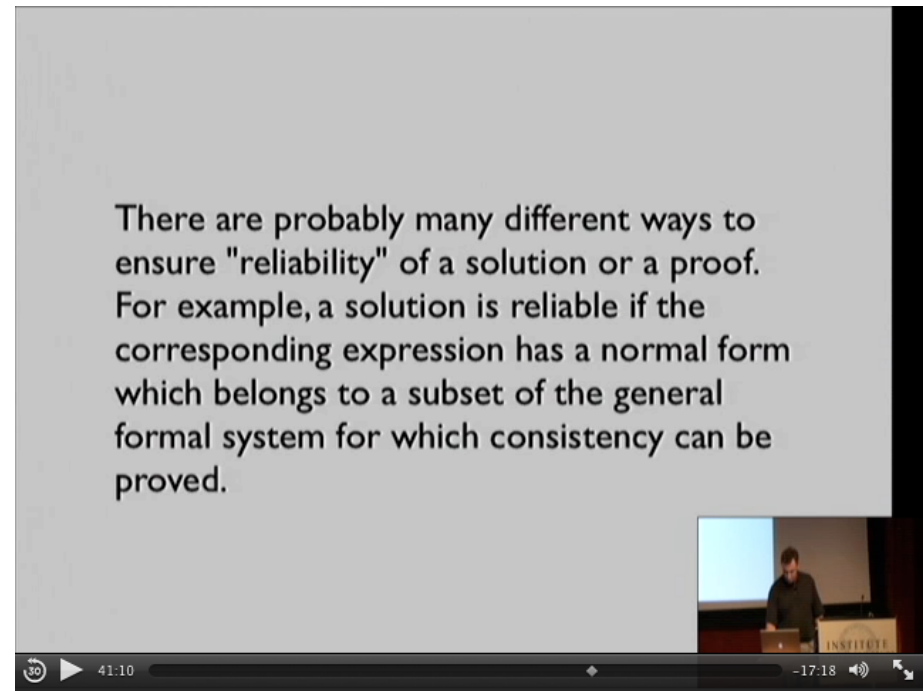 There are probably many different ways to
ensure "reliability" of a solution or a proof.
For example, a solution is reliable if the
corresponding expression has a normal form
which belongs to a subset of the general
formal system for which consistency can be
proved.
INSTITUTE
30
41:10
-17:18